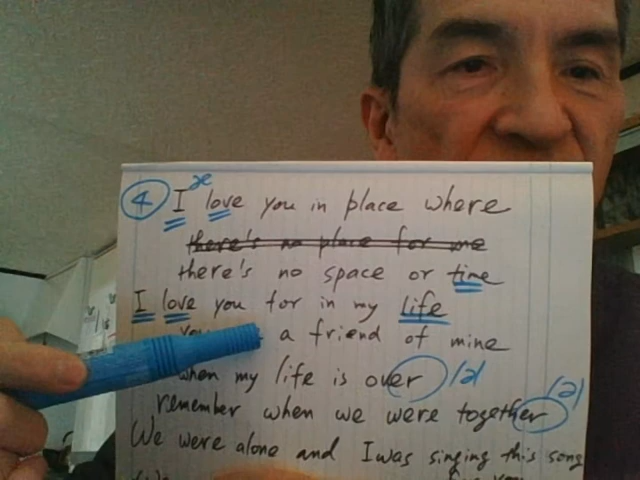 ④ I love you in place where
there's no place for me
there's no space or time
I love you for in my life
a friend of mine
when my life is over /ə/
remember when we were together /ə/
We were alone and I was singing this song